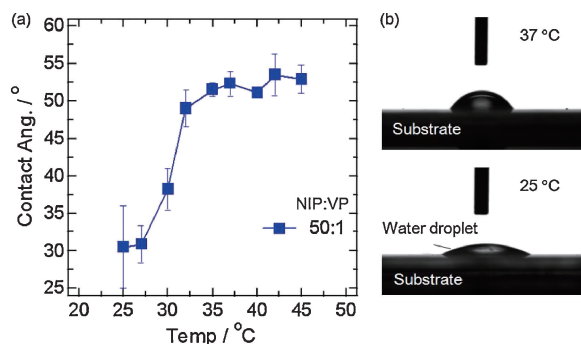 (a)
60
55
50
45
40
35
30
25
Contact Ang. / °
20 25 30 35 40 45 50
Temp / °C
NIP:VP
50:1
(b)
37 °C
Substrate
25 °C
Water droplet
Substrate